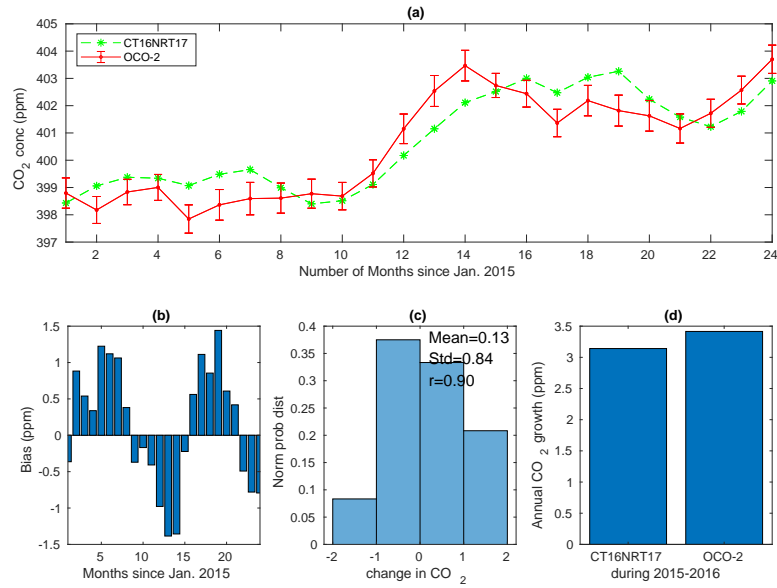 (a)
405
404
403
402
401
400
399
398
397
CO2 conc (ppm)
CT16NRT17
OCO-2
2 4 6 8 10 12 14 16 18 20 22 24
Number of Months since Jan. 2015
(b)
1.5
1
0.5
0
-0.5
-1
-1.5
Bias (ppm)
5 10 15 20
Months since Jan. 2015
(c)
0.4
0.35
0.3
0.25
0.2
0.15
0.1
0.05
0
Norm prob dist
Mean=0.13
Std=0.84
r=0.90
-2 -1 0 1 2
change in CO 2
(d)
3.5
3
2.5
2
1.5
1
0.5
0
Annual CO 2 growth (ppm)
CT16NRT17 OCO-2
during 2015-2016